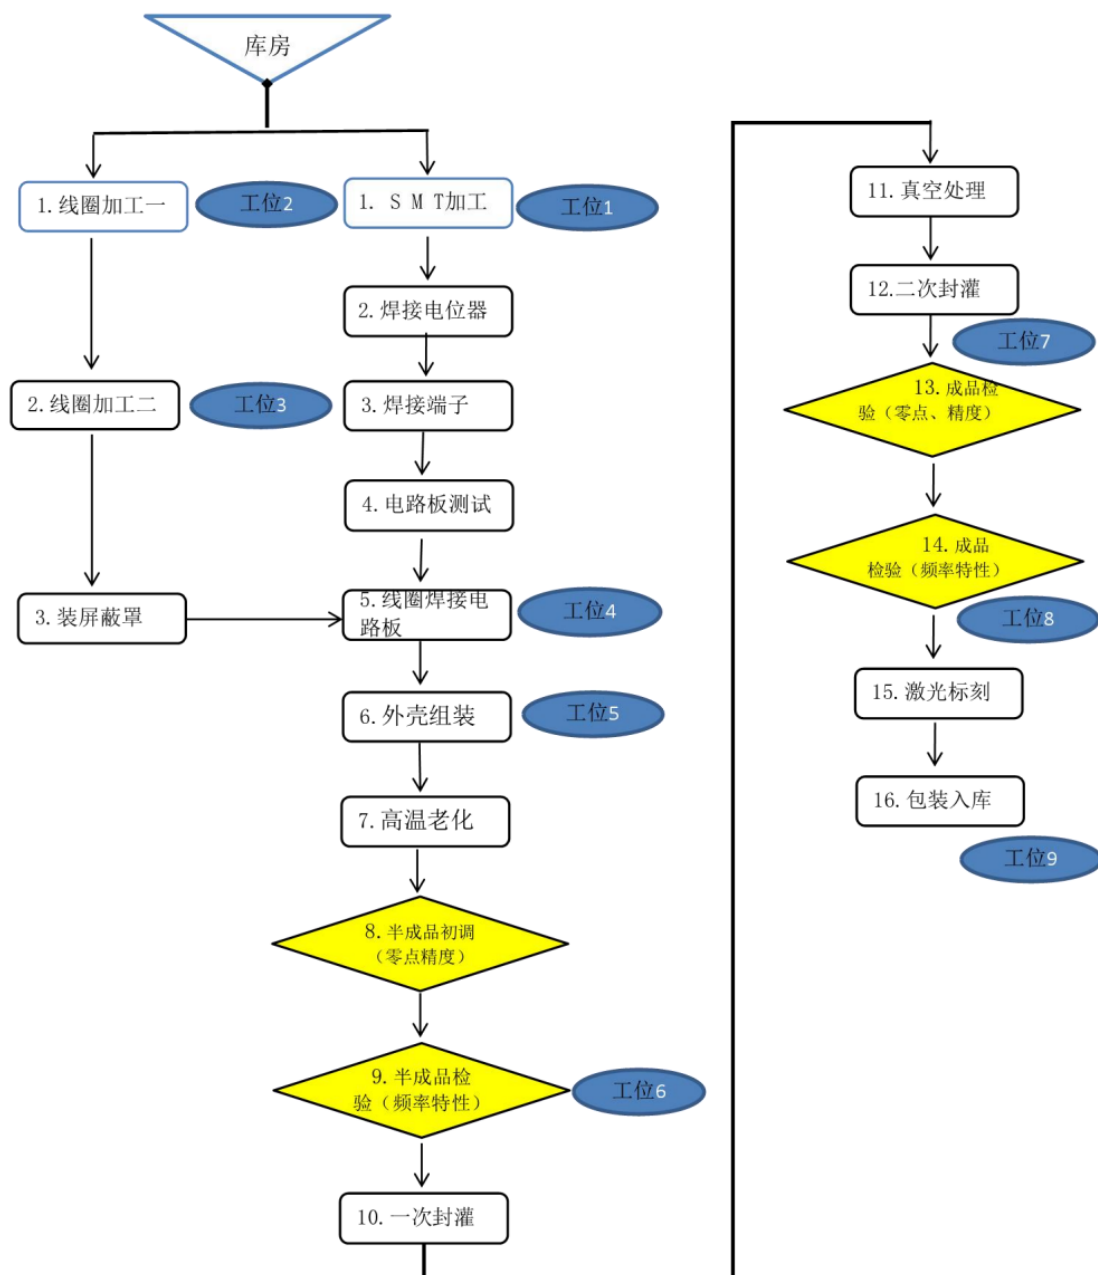 库房
1.线圈加工一
工位2
1. S M T加工
工位1
2.焊接电位器
2.线圈加工二
工位3
3.焊接端子
4.电路板测试
3.装屏蔽罩
5.线圈焊接电
路板
工位4
6.外壳组装
工位5
7.高温老化
8.半成品初调
（零点精度）
9.半成品检
验（频率特性）
工位6
10.一次封灌
11.真空处理
12.二次封灌
工位7
13.成品检
验（零点、精度）
14.成品
检验（频率特性）
工位8
15.激光标刻
16.包装入库
工位9